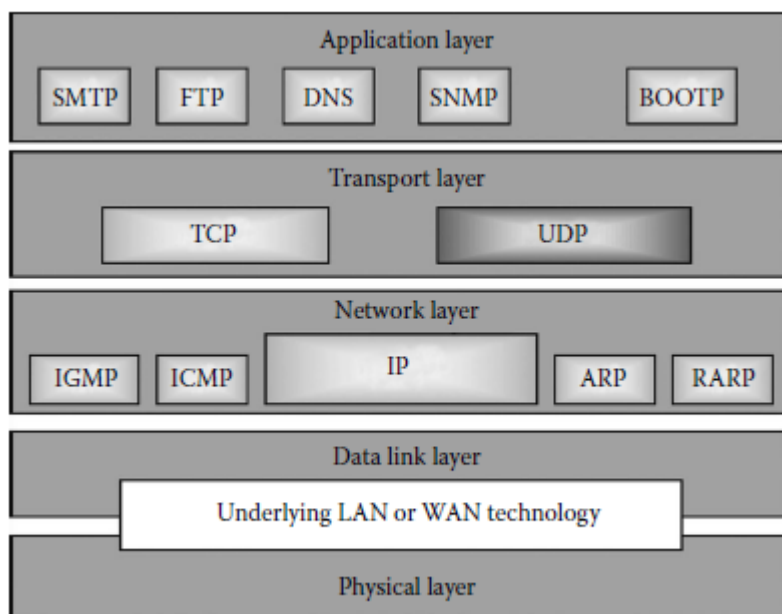 Application layer
SMTP FTP DNS SNMP BOOTP
Transport layer
TCP UDP
Network layer
IGMP ICMP IP ARP RARP
Data link layer
Underlying LAN or WAN technology
Physical layer